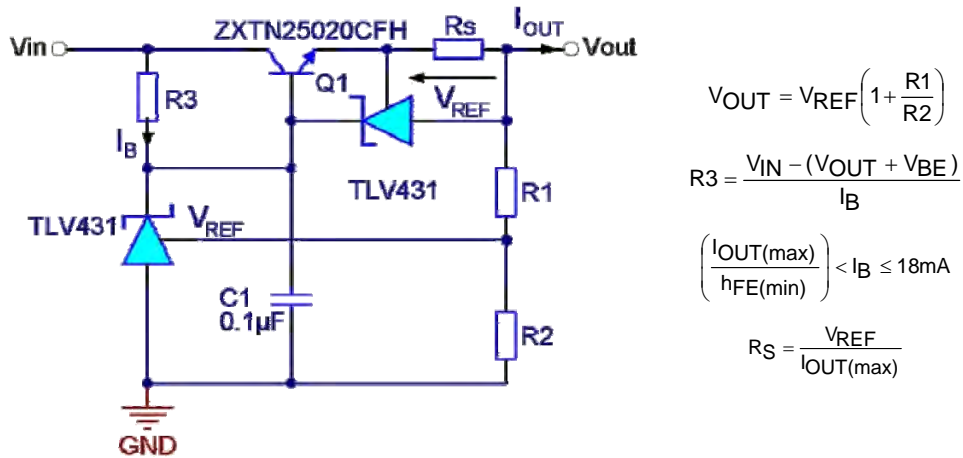 ZXTN25020CFH
Rs
IOUT
Vin
Vout
Q1
R3
VREF
IB
TLV431
R1
TLV431
VREF
C1
0.1µF
R2
GND
VOUT = VREF(1 + R1/R2)
R3 = (VIN − (VOUT + VBE))/IB
(IOUT(max)/hFE(min)) < IB ≤ 18mA
RS = VREF/IOUT(max)